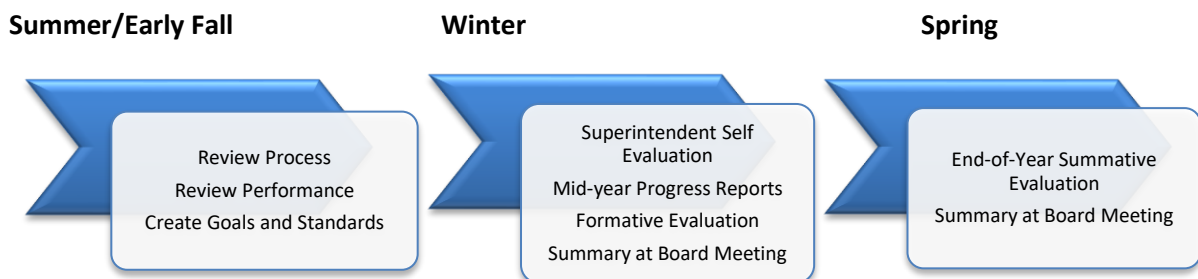 Summer/Early Fall
Winter
Spring
Review Process
Review Performance
Create Goals and Standards
Superintendent Self
Evaluation
Mid-year Progress Reports
Formative Evaluation
Summary at Board Meeting
End-of-Year Summative
Evaluation
Summary at Board Meeting